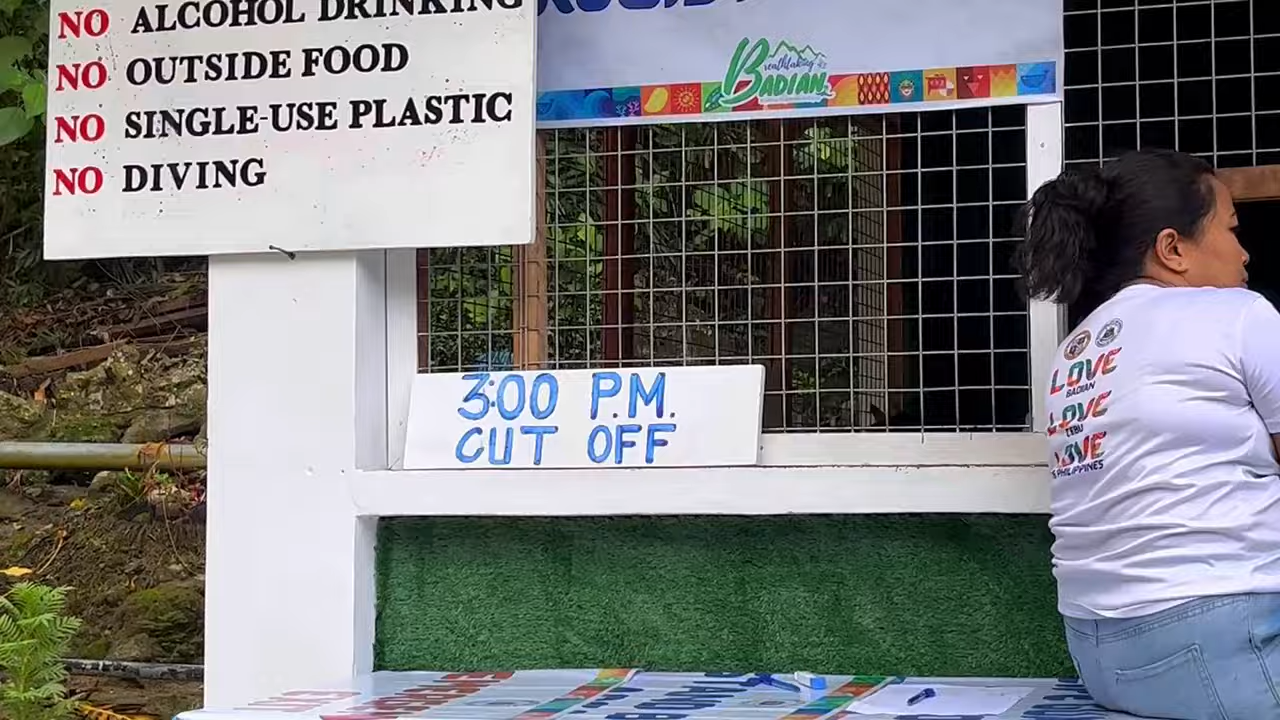 NO ALCOHOL DRINKING
NO OUTSIDE FOOD
NO SINGLE-USE PLASTIC
NO DIVING
Breathtaking
BADIAN
3:00 P.M.
CUT OFF
LOVE
BADIAN
LOVE
CEBU
LOVE
PHILIPPINES